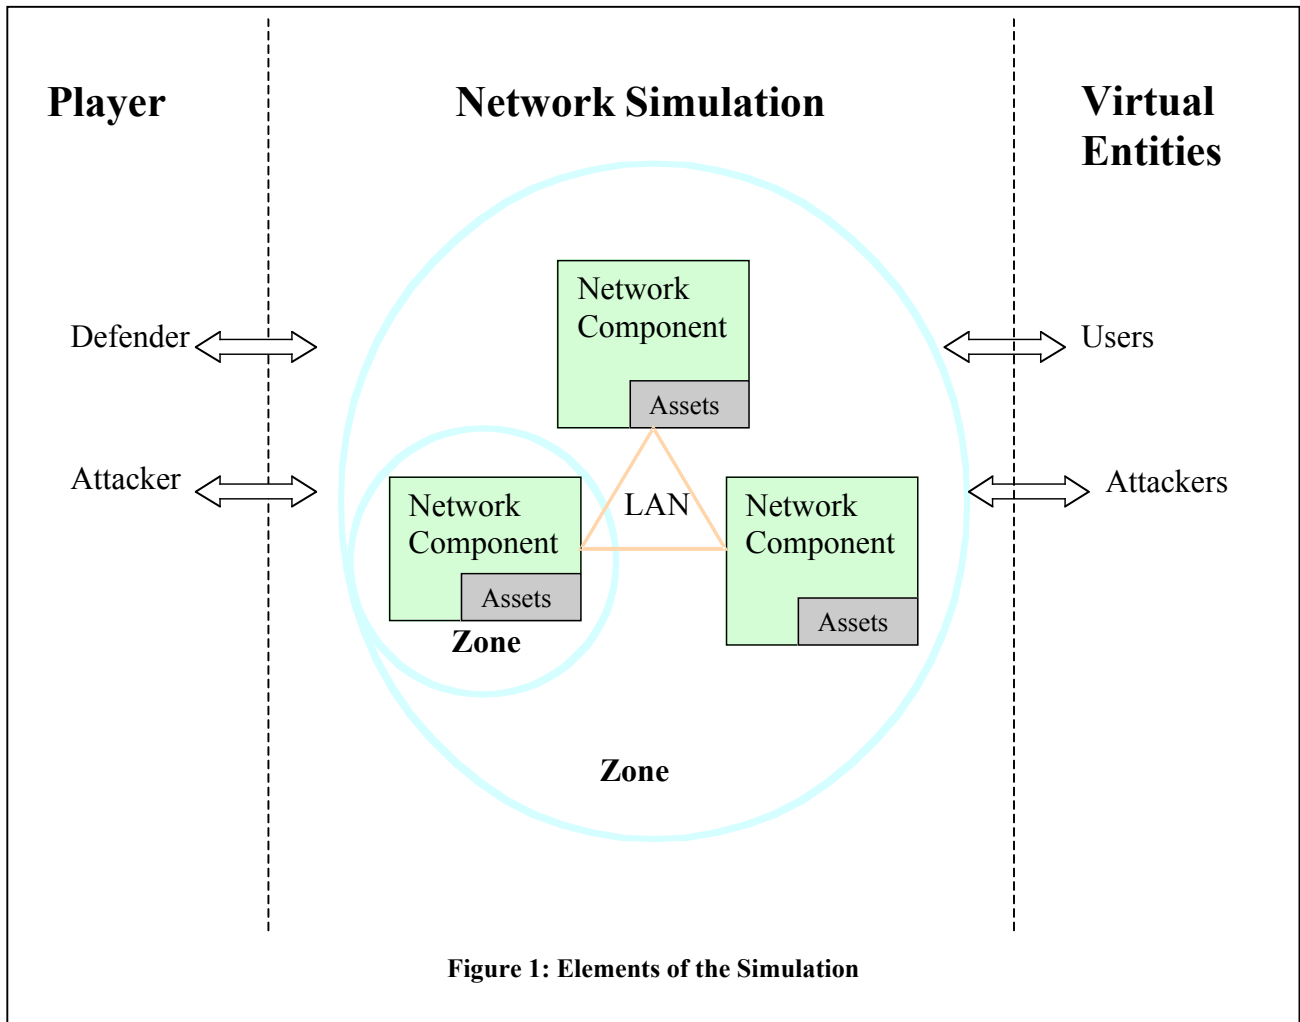 Player
Network Simulation
Virtual
Entities
Defender
Attacker
Network
Component
Assets
LAN
Network
Component
Assets
Zone
Network
Component
Assets
Zone
Users
Attackers
Figure 1: Elements of the Simulation